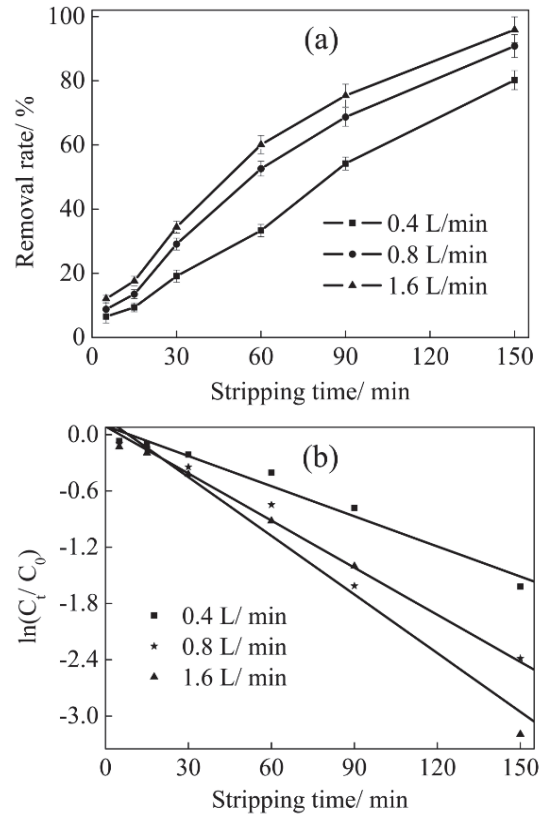 (a)
100
80
60
40
20
0
Removal rate/ %
0.4 L/min
0.8 L/min
1.6 L/min
0 30 60 90 120 150
Stripping time/ min
(b)
0.0
-0.6
-1.2
-1.8
-2.4
-3.0
ln(Ct/ C0)
0.4 L/ min
0.8 L/ min
1.6 L/ min
0 30 60 90 120 150
Stripping time/ min